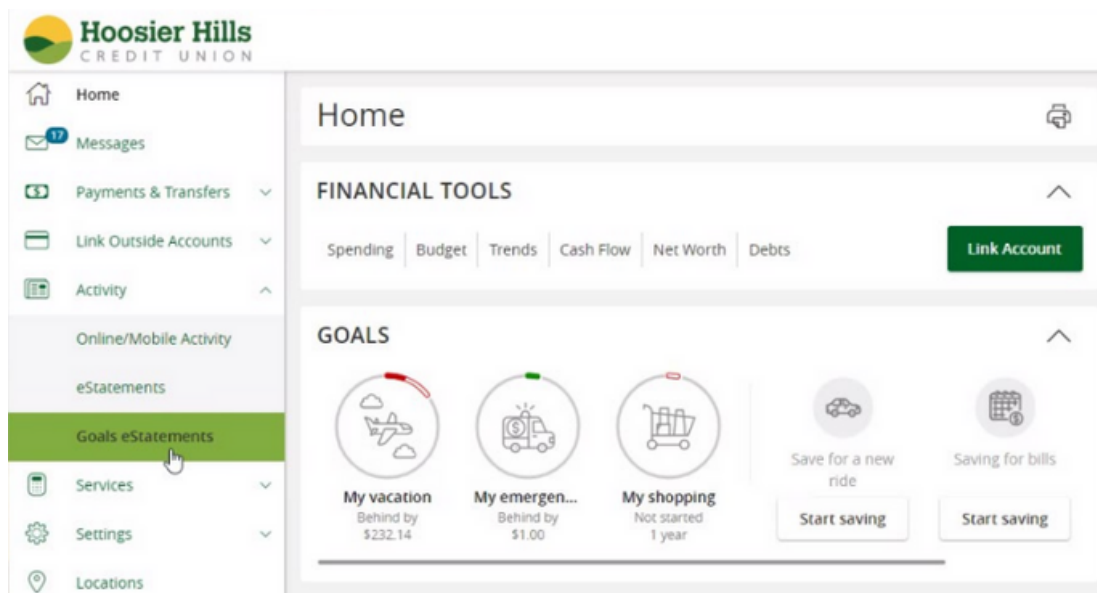 Hoosier Hills
CREDIT UNION
Home
17
Messages
Payments & Transfers
Link Outside Accounts
Activity
Online/Mobile Activity
eStatements
Goals eStatements
Services
Settings
Locations
Home
FINANCIAL TOOLS
Spending Budget Trends Cash Flow Net Worth Debts Link Account
GOALS
My vacation
Behind by
$232.14
My emergen...
Behind by
$1.00
My shopping
Not started
1 year
Save for a new
ride
Start saving
Saving for bills
Start saving